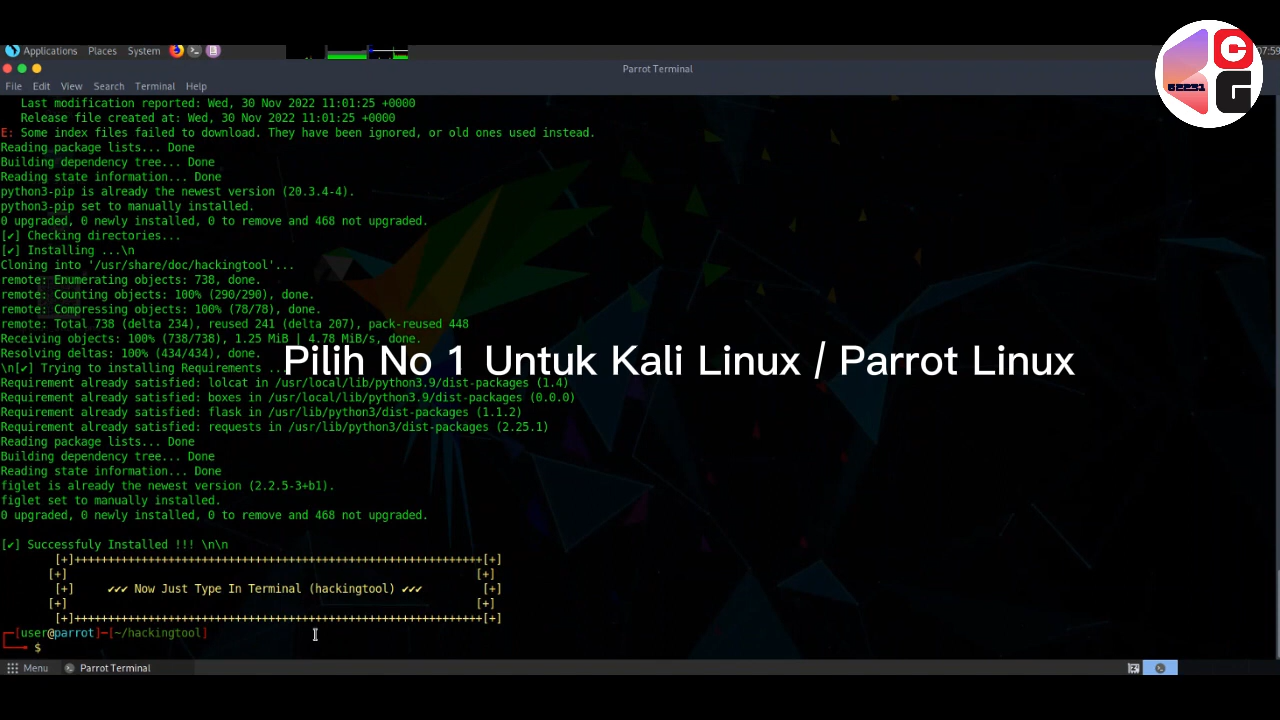 Applications Places System
07:59
Parrot Terminal
File Edit View Search Terminal Help
CG
Last modification reported: Wed, 30 Nov 2022 11:01:25 +0000
Release file created at: Wed, 30 Nov 2022 11:01:25 +0000
E: Some index files failed to download. They have been ignored, or old ones used instead.
Reading package lists... Done
Building dependency tree... Done
Reading state information... Done
python3-pip is already the newest version (20.3.4-4).
python3-pip set to manually installed.
0 upgraded, 0 newly installed, 0 to remove and 468 not upgraded.
[✔] Checking directories...
[✔] Installing ...\n
Cloning into '/usr/share/doc/hackingtool'...
remote: Enumerating objects: 738, done.
remote: Counting objects: 100% (290/290), done.
remote: Compressing objects: 100% (78/78), done.
remote: Total 738 (delta 234), reused 241 (delta 207), pack-reused 448
Receiving objects: 100% (738/738), 1.25 MiB | 4.78 MiB/s, done.
Resolving deltas: 100% (434/434), done.
Pilih No 1 Untuk Kali Linux / Parrot Linux
\n[✔] Trying to installing Requirements ...
Requirement already satisfied: lolcat in /usr/local/lib/python3.9/dist-packages (1.4)
Requirement already satisfied: boxes in /usr/local/lib/python3.9/dist-packages (0.0.0)
Requirement already satisfied: flask in /usr/lib/python3/dist-packages (1.1.2)
Requirement already satisfied: requests in /usr/lib/python3/dist-packages (2.25.1)
Reading package lists... Done
Building dependency tree... Done
Reading state information... Done
figlet is already the newest version (2.2.5-3+b1).
figlet set to manually installed.
0 upgraded, 0 newly installed, 0 to remove and 468 not upgraded.
[✔] Successfuly Installed !!! \n\n
[+]+++++++++++++++++++++++++++++++++++++++++++++++[+]
[+] [+]
[+] ✔✔✔ Now Just Type In Terminal (hackingtool) ✔✔✔ [+]
[+] [+]
[+]+++++++++++++++++++++++++++++++++++++++++++++++[+]
┌─[user@parrot]─[~/hackingtool]
└──╼ $
Menu Parrot Terminal